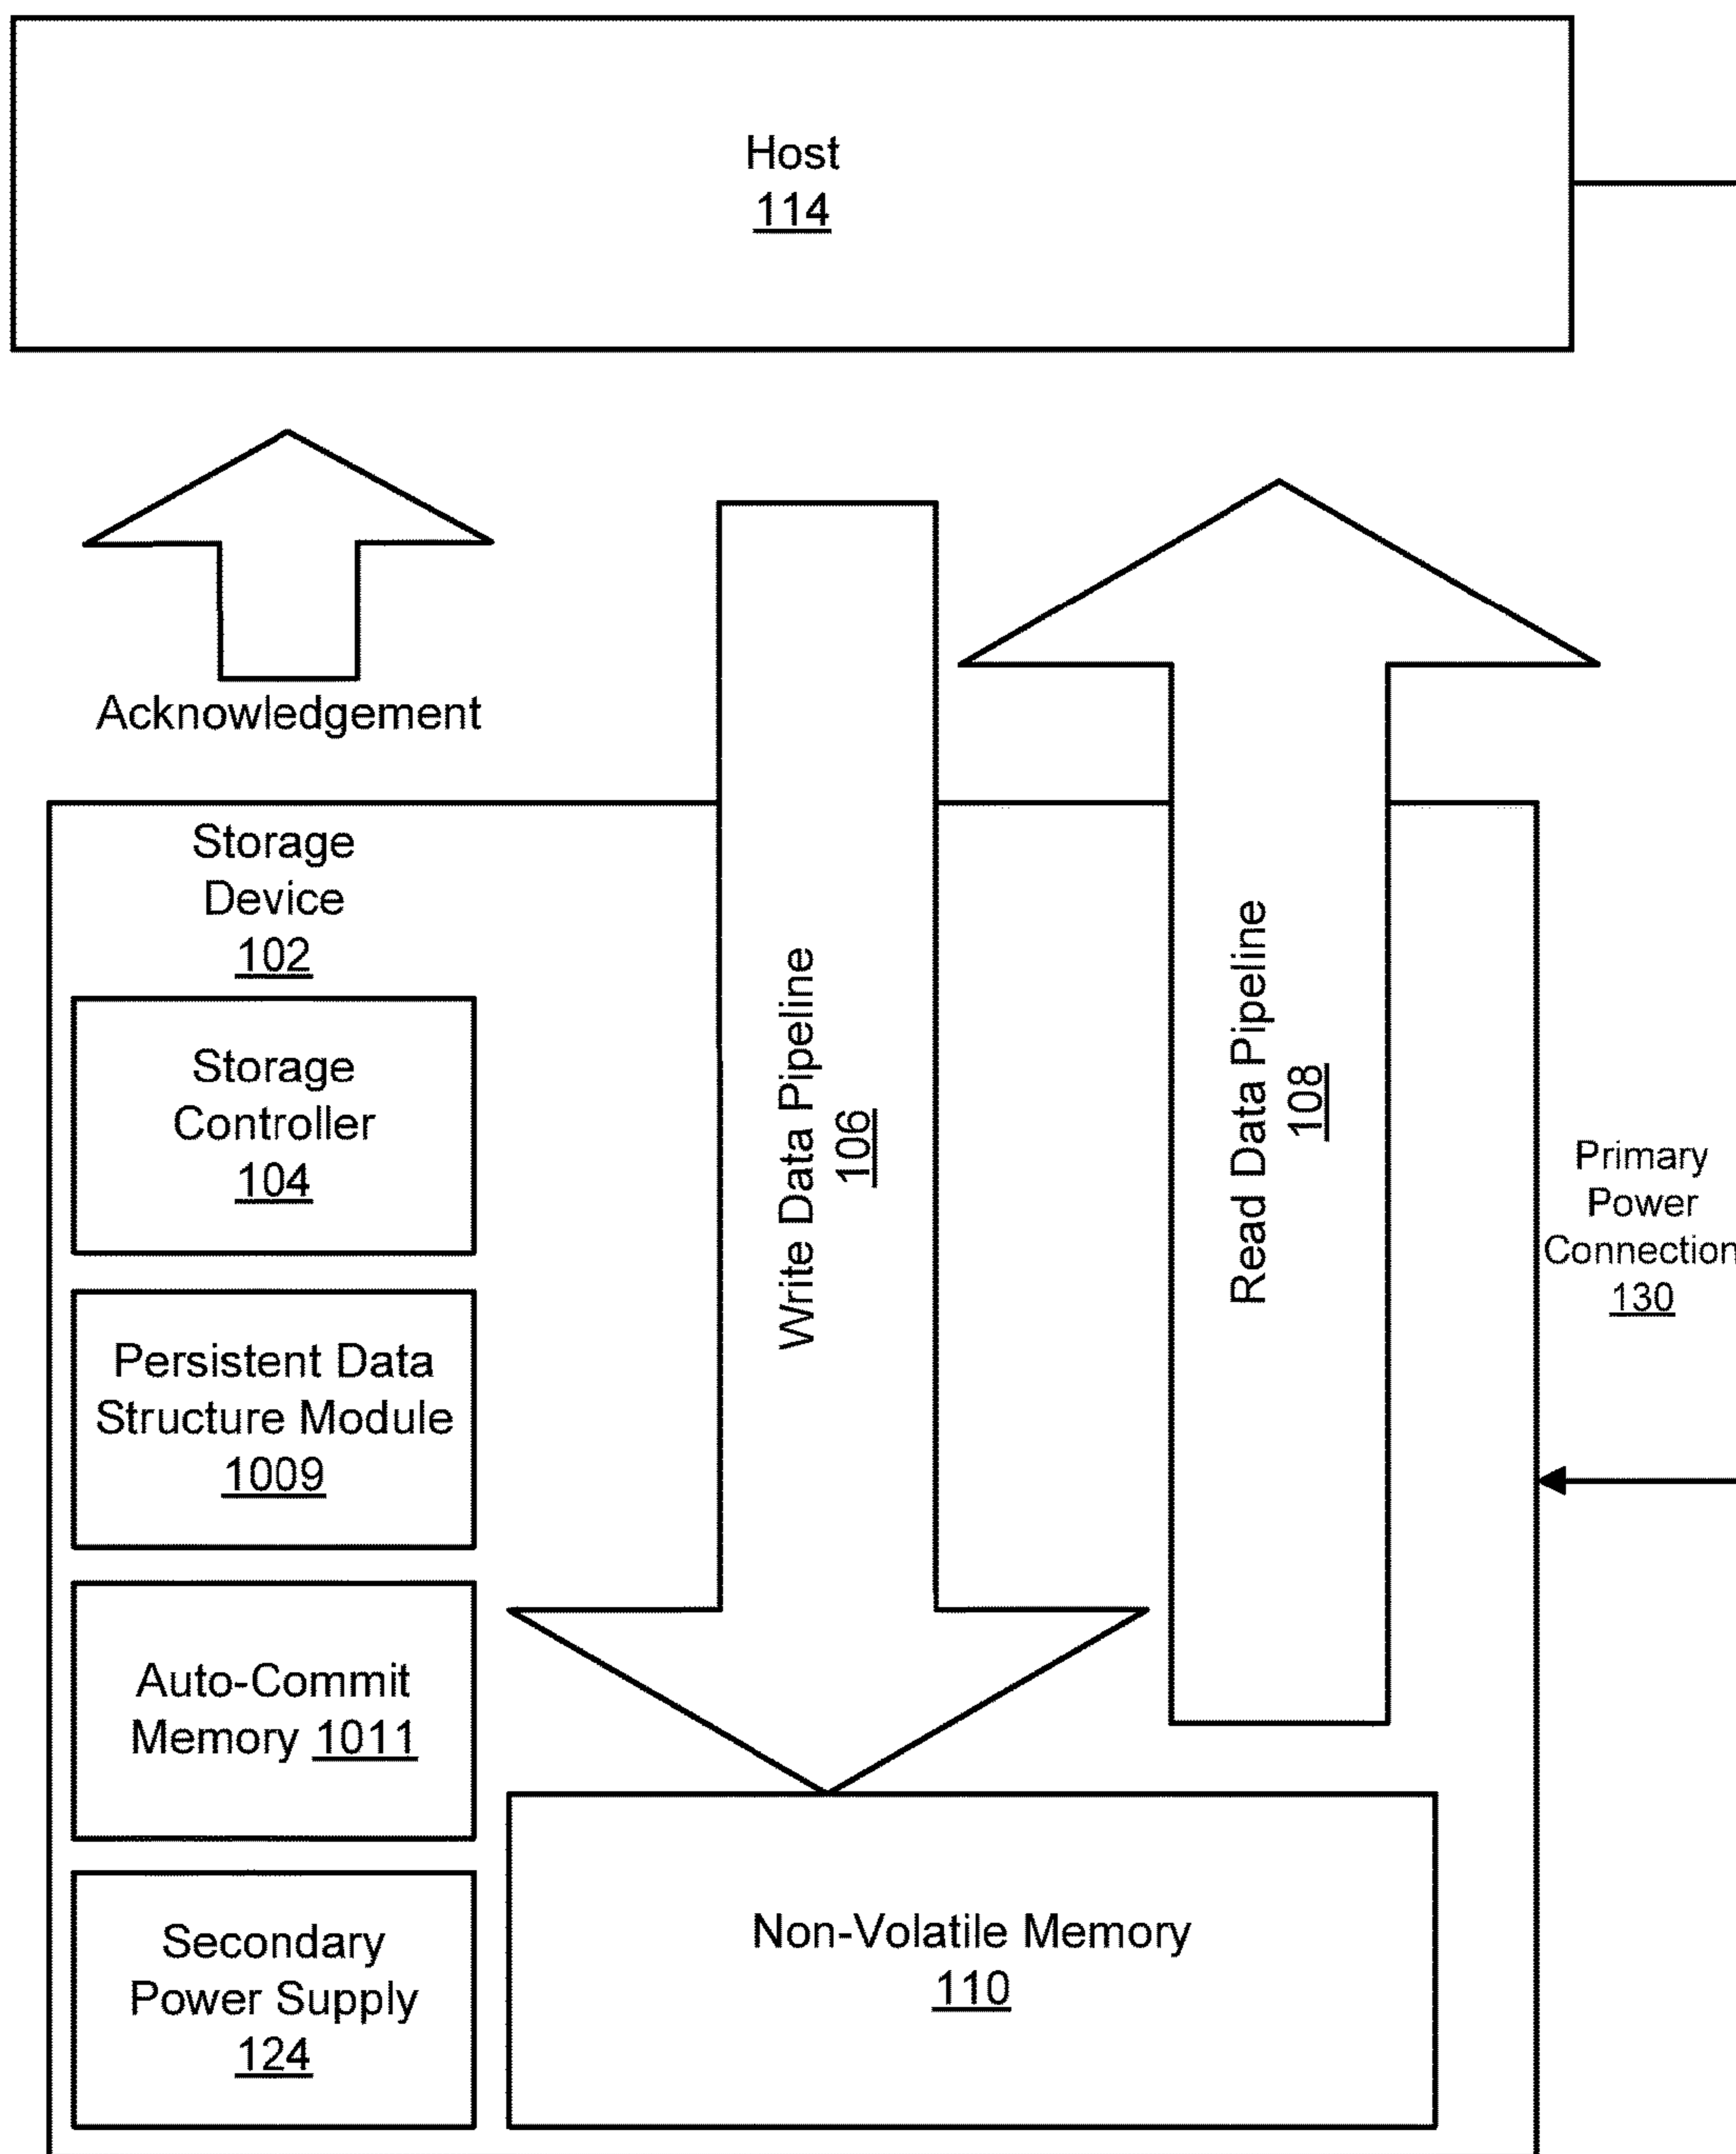 Host
114
Acknowledgement
Storage
Device
102
Storage
Controller
104
Persistent Data
Structure Module
1009
Auto-Commit
Memory 1011
Secondary
Power Supply
124
Write Data Pipeline
106
Read Data Pipeline
108
Non-Volatile Memory
110
Primary
Power
Connection
130